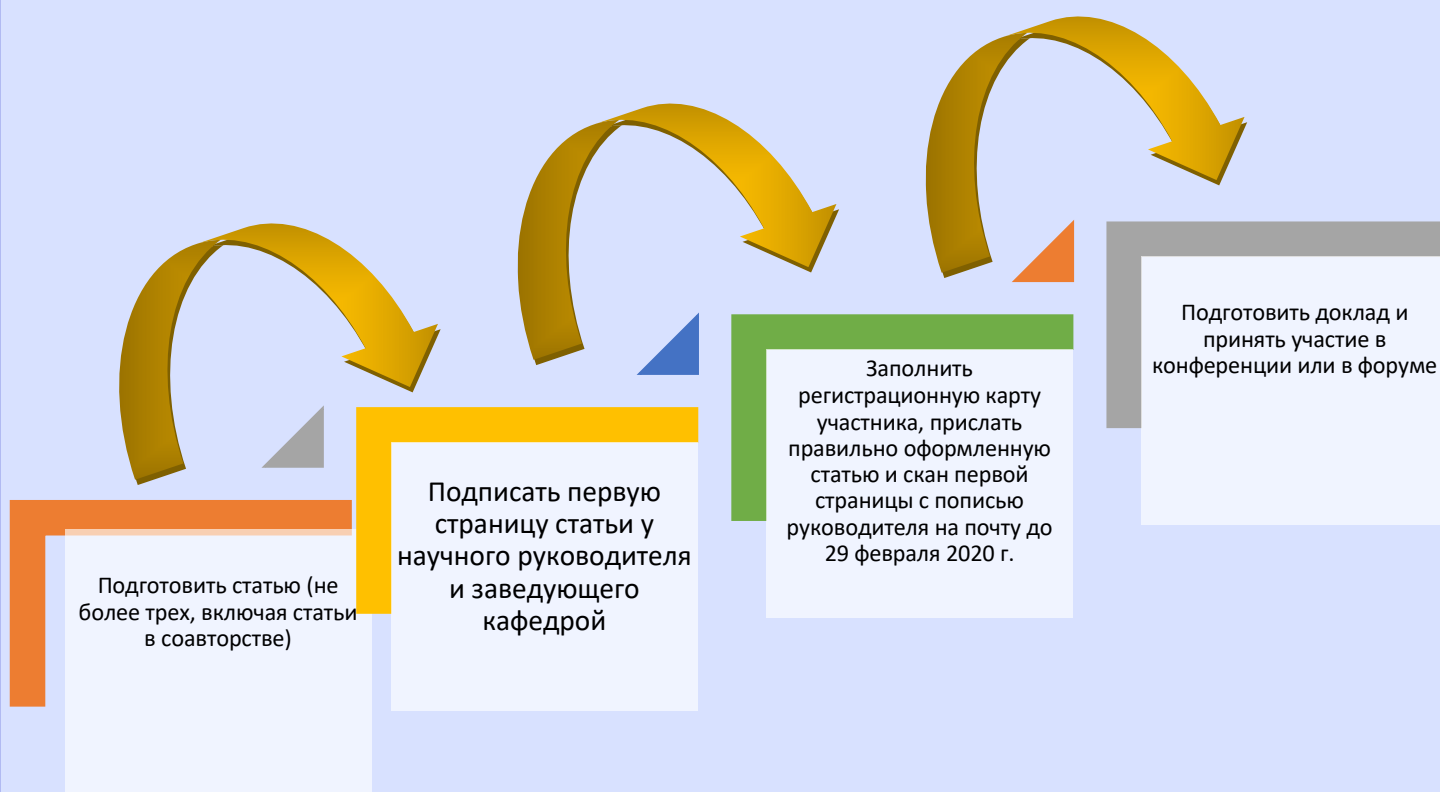 Подготовить статью (не
более трех, включая статьи
в соавторстве)
Подписать первую
страницу статьи у
научного руководителя
и заведующего
кафедрой
Заполнить
регистрационную карту
участника, прислать
правильно оформленную
статью и скан первой
страницы с пописью
руководителя на почту до
29 февраля 2020 г.
Подготовить доклад и
принять участие в
конференции или в форуме